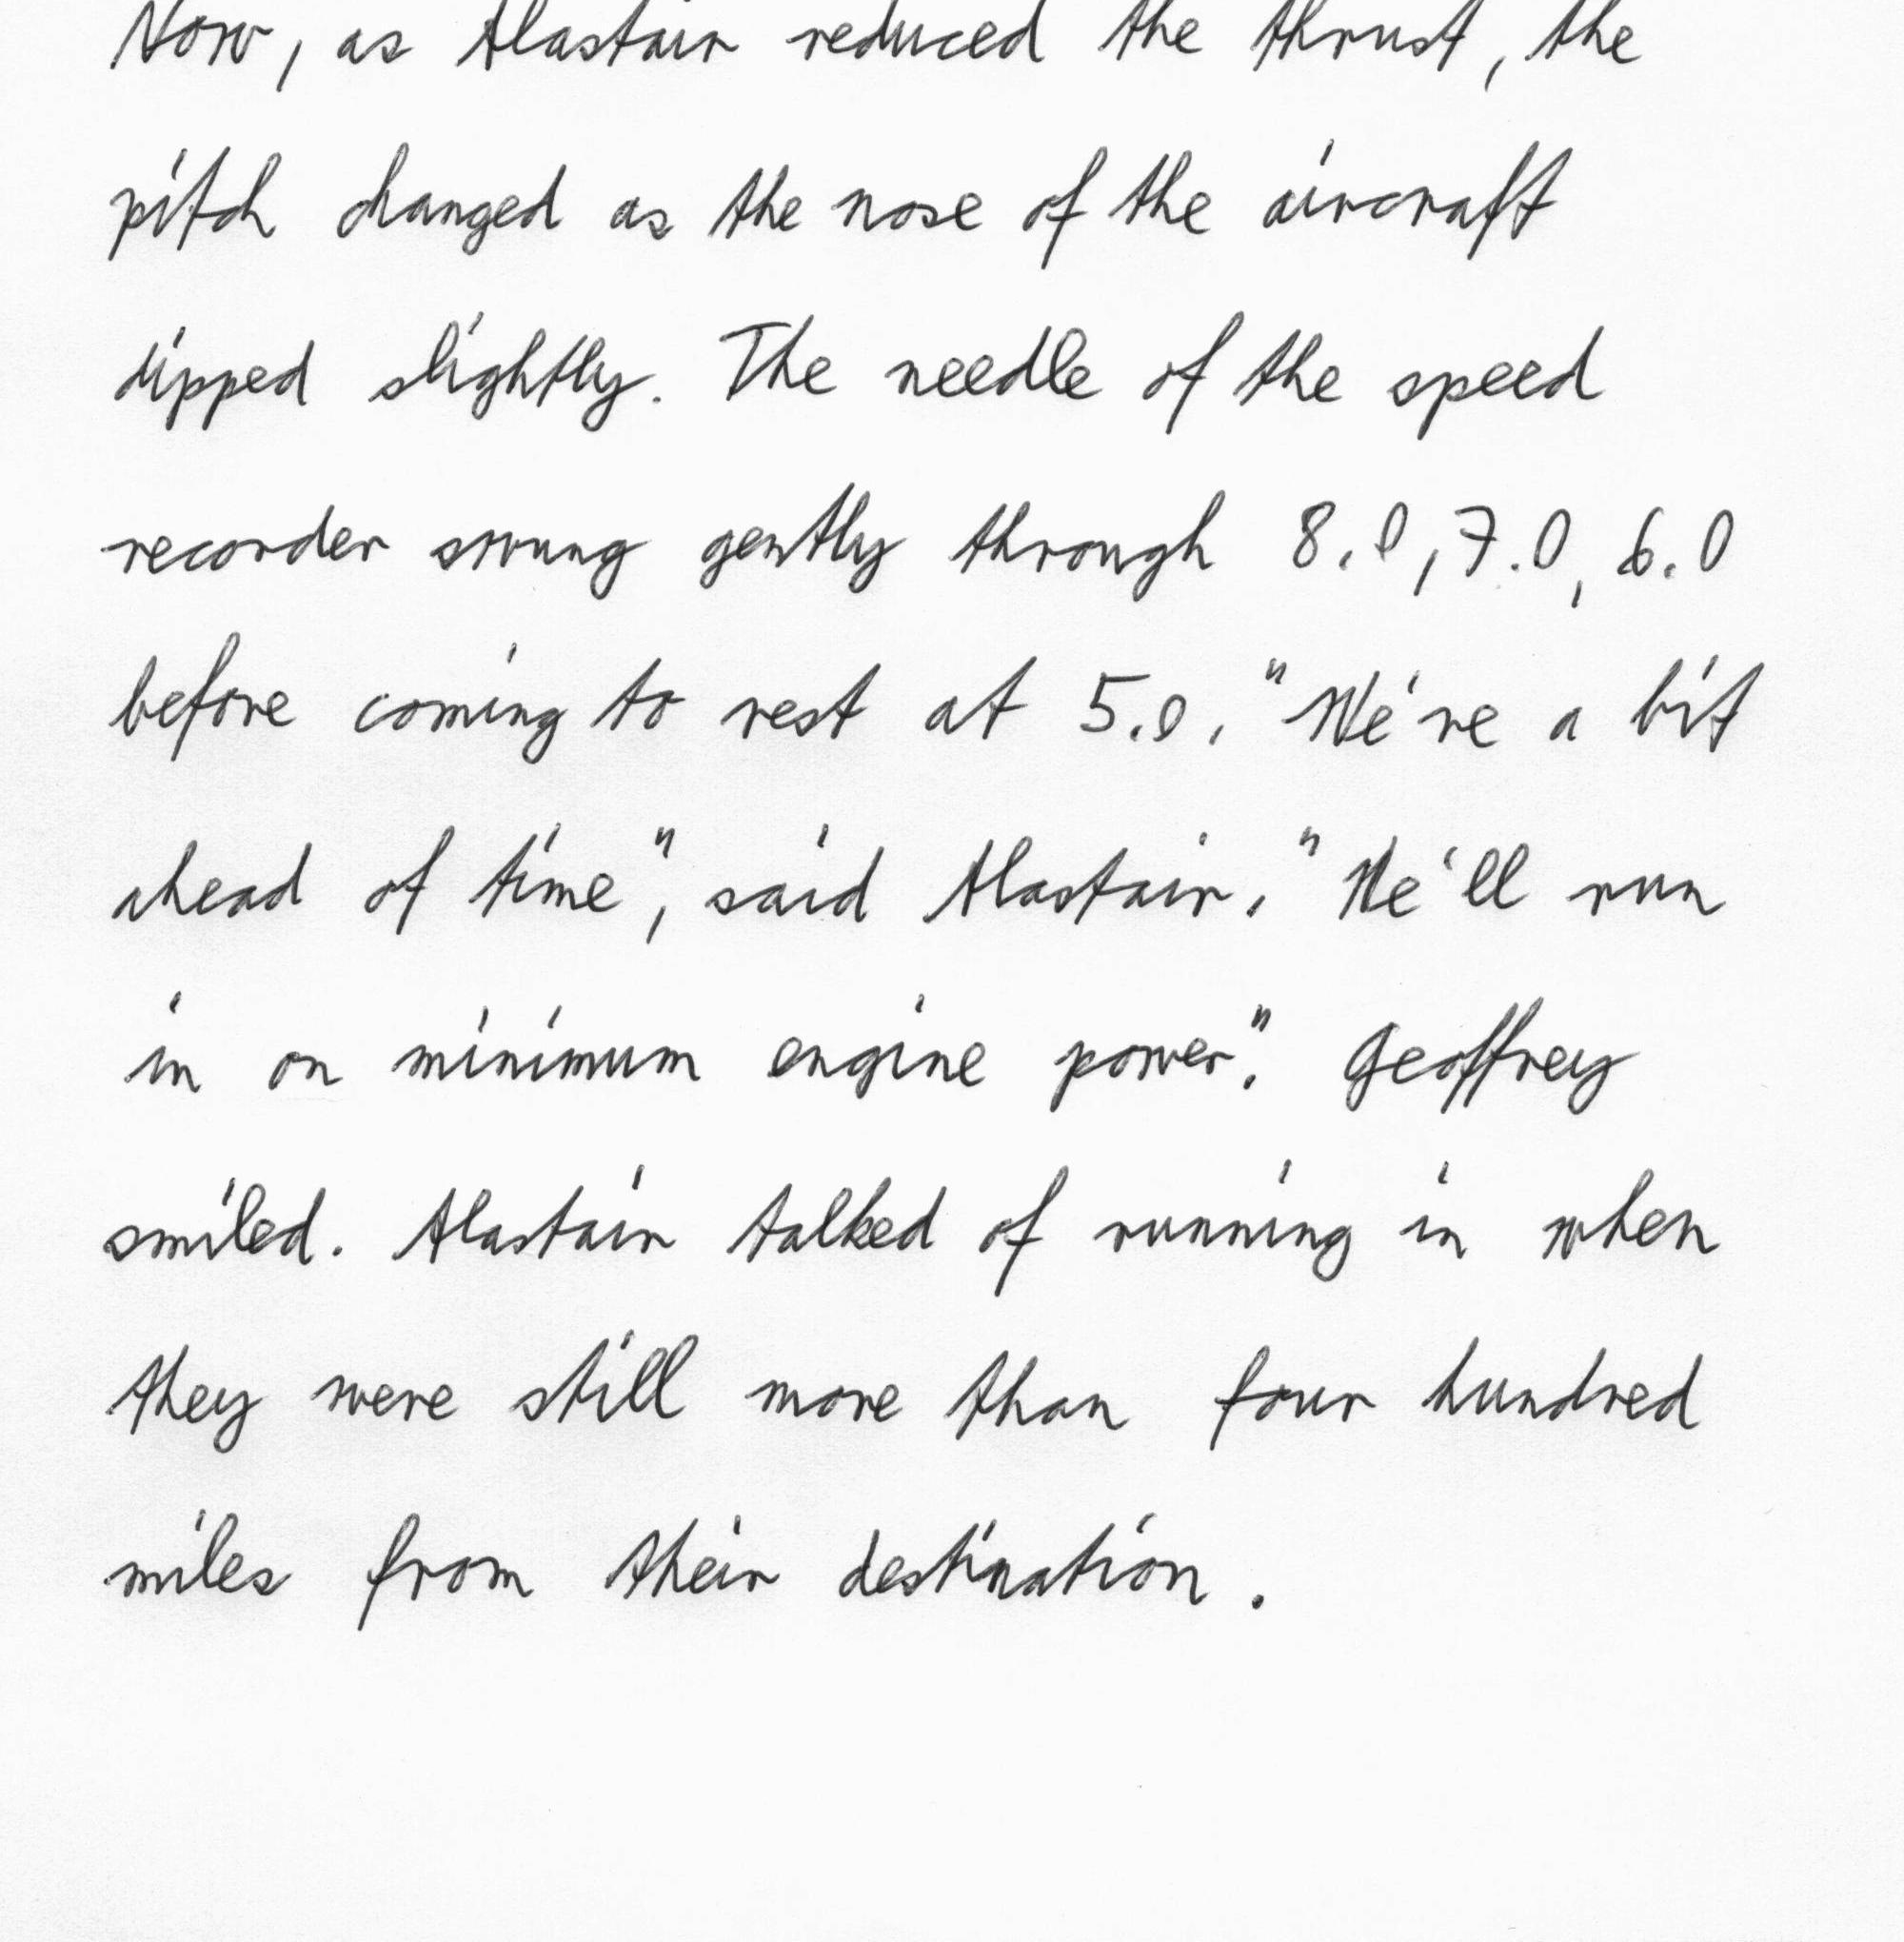 Now, as Alastair reduced the thrust, the
pitch changed as the nose of the aircraft
dipped slightly. The needle of the speed
recorder swung gently through 8.0, 7.0, 6.0
before coming to rest at 5.0. "We're a bit
ahead of time", said Alastair. "We'll run
in on minimum engine power." Geoffrey
smiled. Alastair talked of running in when
they were still more than four hundred
miles from their destination.